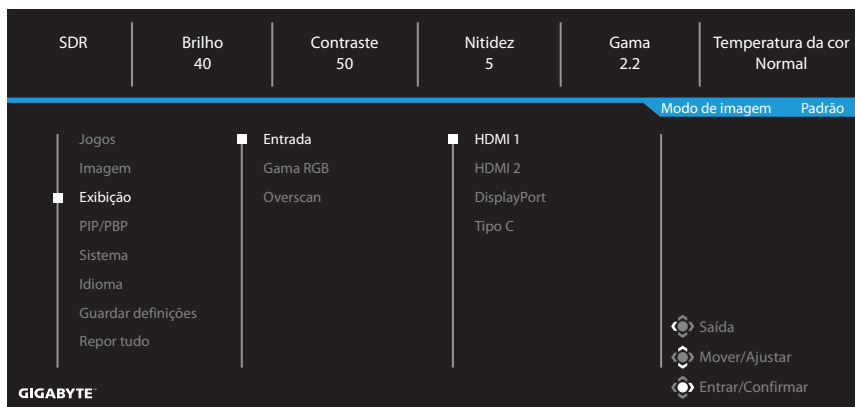 SDR Brilho Contraste Nitidez Gama Temperatura da cor
40 50 5 2.2 Normal
Modo de imagem Padrão
Jogos Entrada HDMI 1
Imagem Gama RGB HDMI 2
Exibição Overscan DisplayPort
PIP/PBP Tipo C
Sistema
Idioma
Guardar definições
Saída
Repor tudo
Mover/Ajustar
GIGABYTE™ Entrar/Confirmar